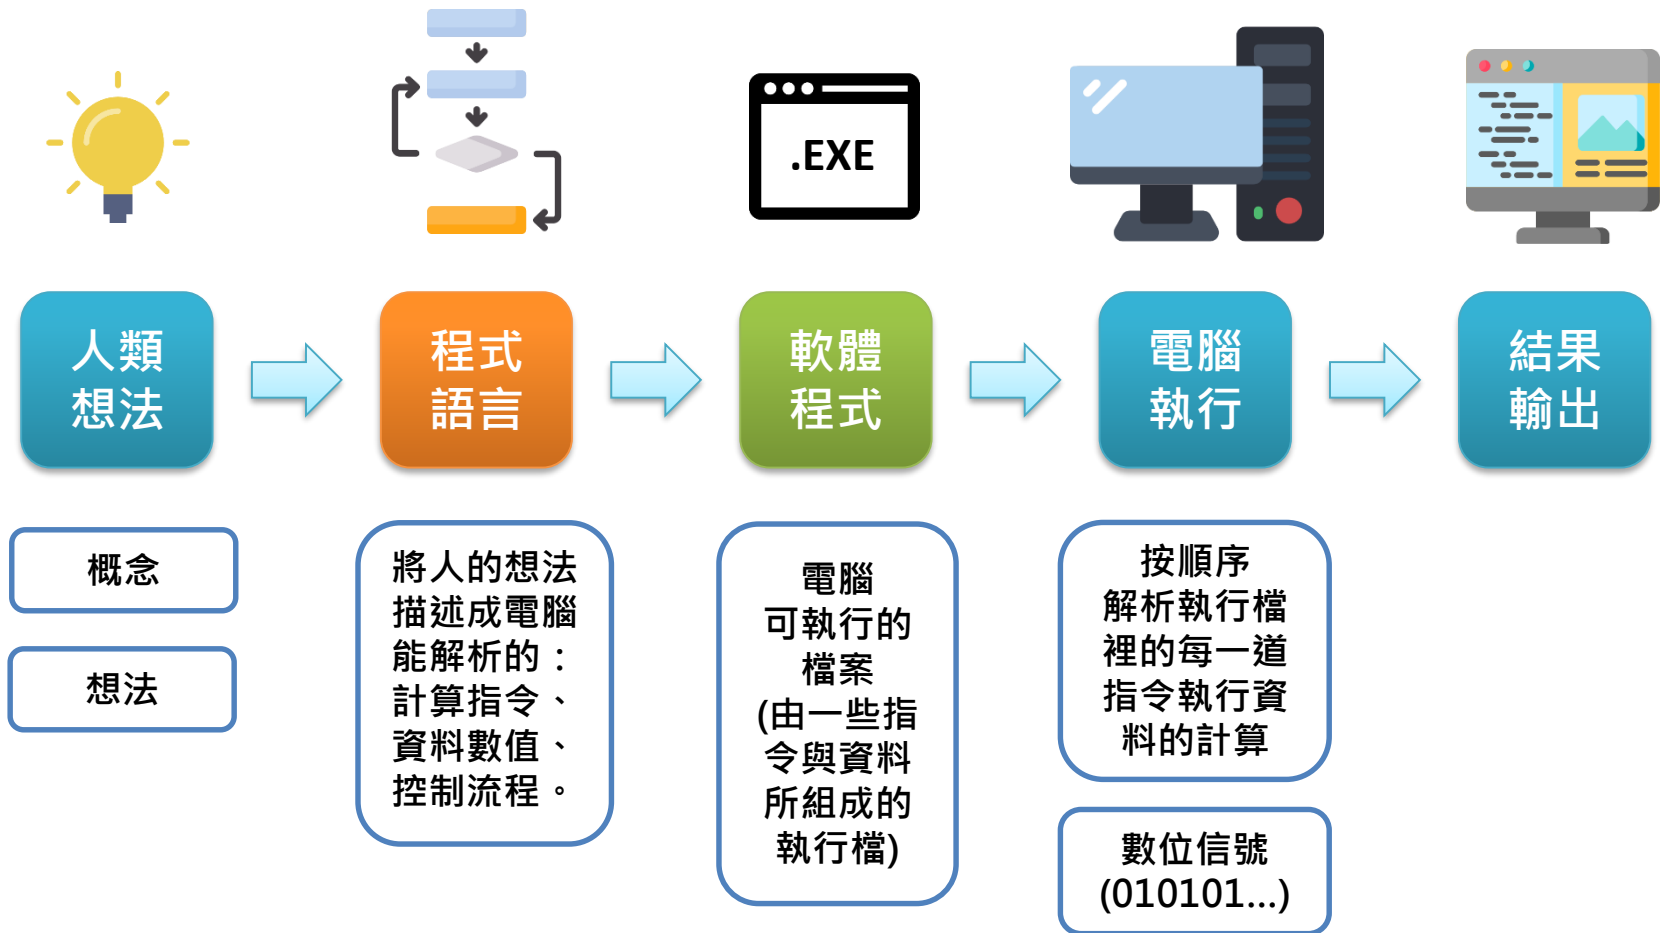 .EXE
人類
想法
程式
語言
軟體
程式
電腦
執行
結果
輸出
概念
想法
將人的想法
描述成電腦
能解析的：
計算指令、
資料數值、
控制流程。
電腦
可執行的
檔案
(由一些指
令與資料
所組成的
執行檔)
按順序
解析執行檔
裡的每一道
指令執行資
料的計算
數位信號
(010101...)